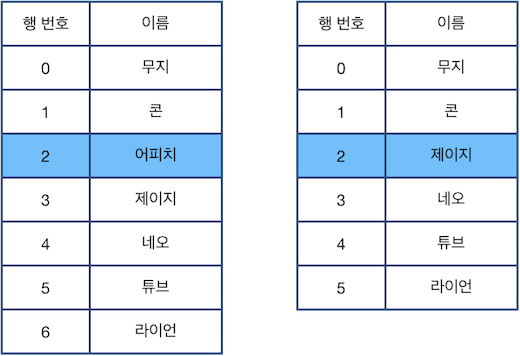 행 번호 이름
0 무지
1 콘
2 어피치
3 제이지
4 네오
5 튜브
6 라이언
행 번호 이름
0 무지
1 콘
2 제이지
3 네오
4 튜브
5 라이언